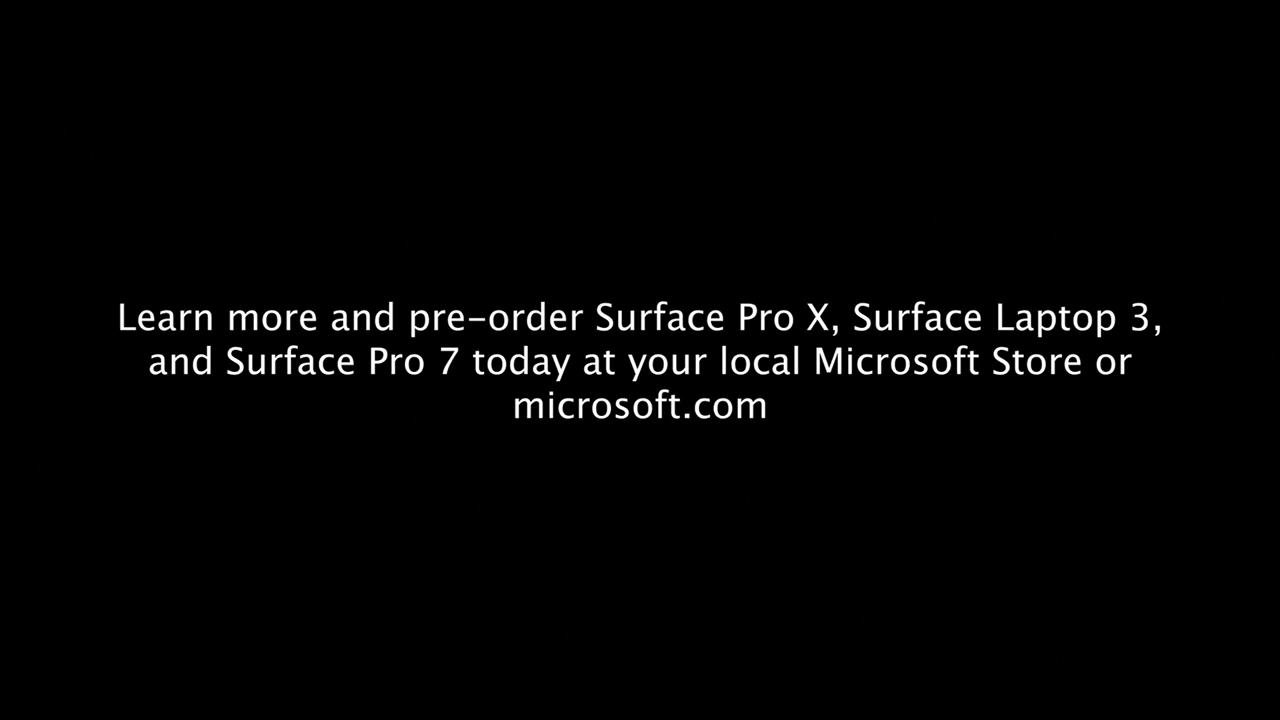 Learn more and pre-order Surface Pro X, Surface Laptop 3,
and Surface Pro 7 today at your local Microsoft Store or
microsoft.com